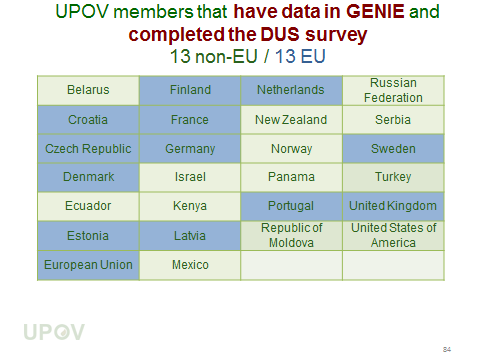 UPOV members that have data in GENIE and
completed the DUS survey
13 non-EU / 13 EU
Belarus Finland Netherlands Russian Federation
Croatia France New Zealand Serbia
Czech Republic Germany Norway Sweden
Denmark Israel Panama Turkey
Ecuador Kenya Portugal United Kingdom
Estonia Latvia Republic of Moldova United States of America
European Union Mexico
UPOV
84